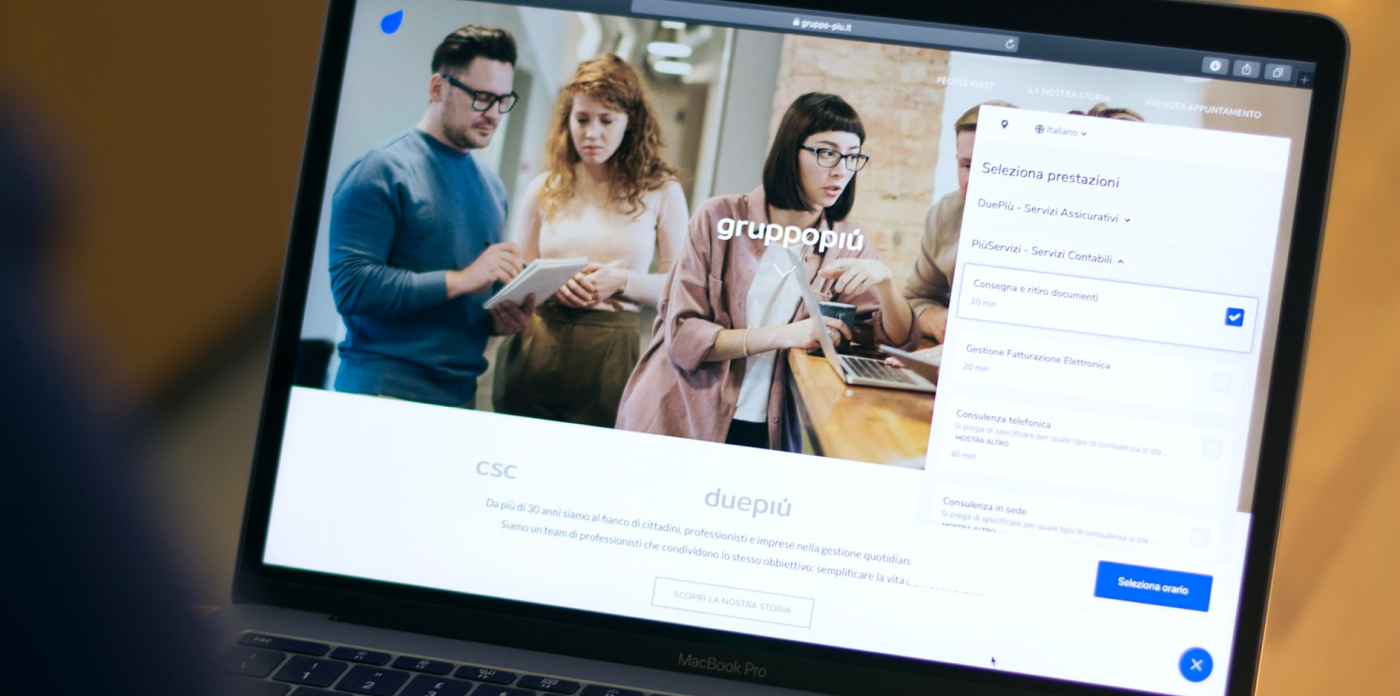 gruppo-piu.it
PEOPLE FIRST
LA NOSTRA STORIA
PRENOTA APPUNTAMENTO
Italiano
Seleziona prestazioni
DuePiù - Servizi Assicurativi
PiùServizi - Servizi Contabili
Consegna e ritiro documenti
10 min
Gestione Fatturazione Elettronica
20 min
Consulenza telefonica
Si prega di specificare per quale tipo di consulenza si sta ...
MOSTRA ALTRO
30 min
Consulenza in sede
Si prega di specificare per quale tipo di consulenza si sta ...
MOSTRA ALTRO
Seleziona orario
gruppopiú
csc
duepiú
Da più di 30 anni siamo al fianco di cittadini, professionisti e imprese nella gestione quotidian
Siamo un team di professionisti che condividono lo stesso obbiettivo: semplificare la vita
SCOPRI LA NOSTRA STORIA
MacBook Pro
esc
1
2